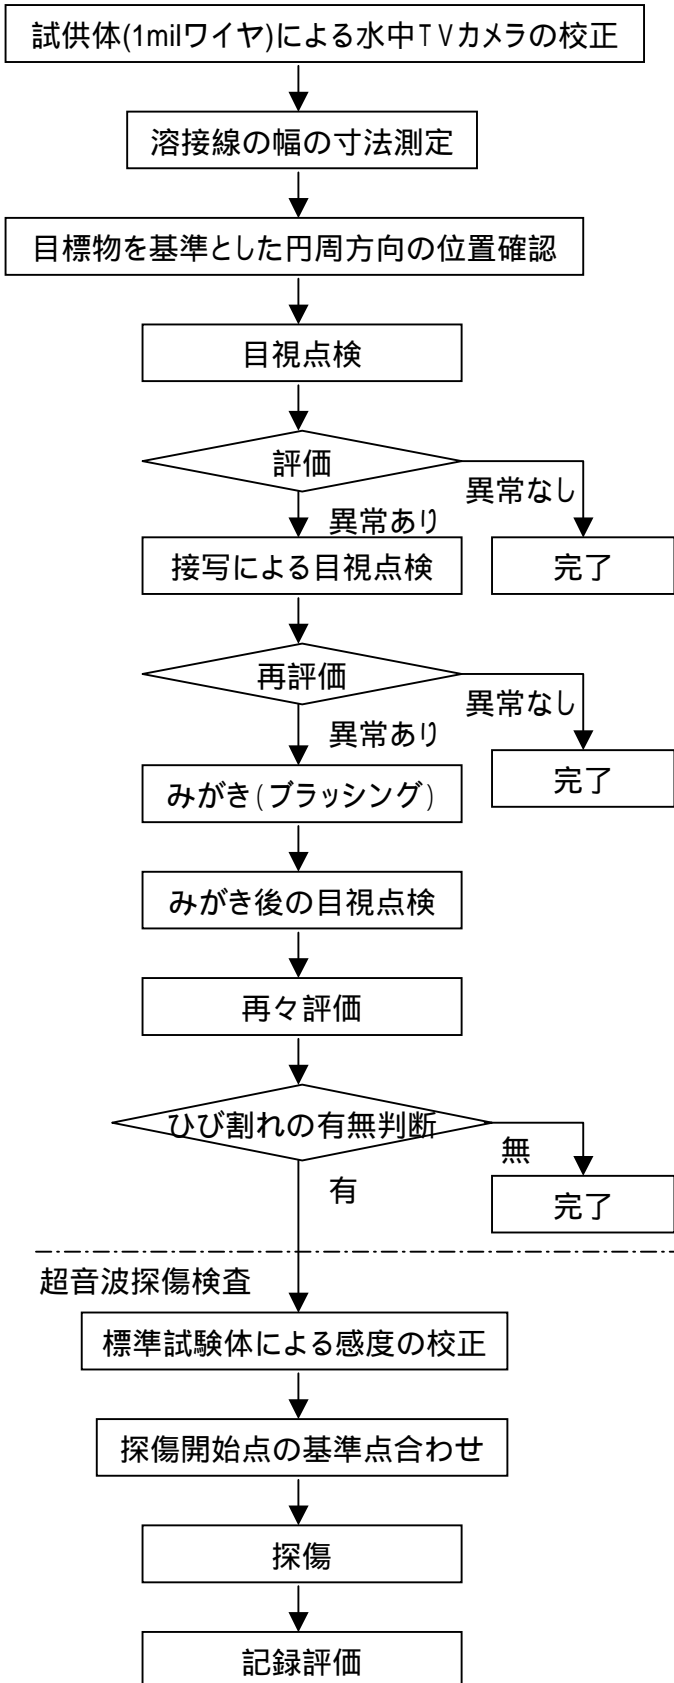 試供体(1milワイヤ)による水中TVカメラの校正
溶接線の幅の寸法測定
目標物を基準とした円周方向の位置確認
目視点検
評価
異常なし
異常あり
接写による目視点検
完了
再評価
異常なし
異常あり
みがき(ブラッシング)
完了
みがき後の目視点検
再々評価
ひび割れの有無判断
無
有
完了
超音波探傷検査
標準試験体による感度の校正
探傷開始点の基準点合わせ
探傷
記録評価